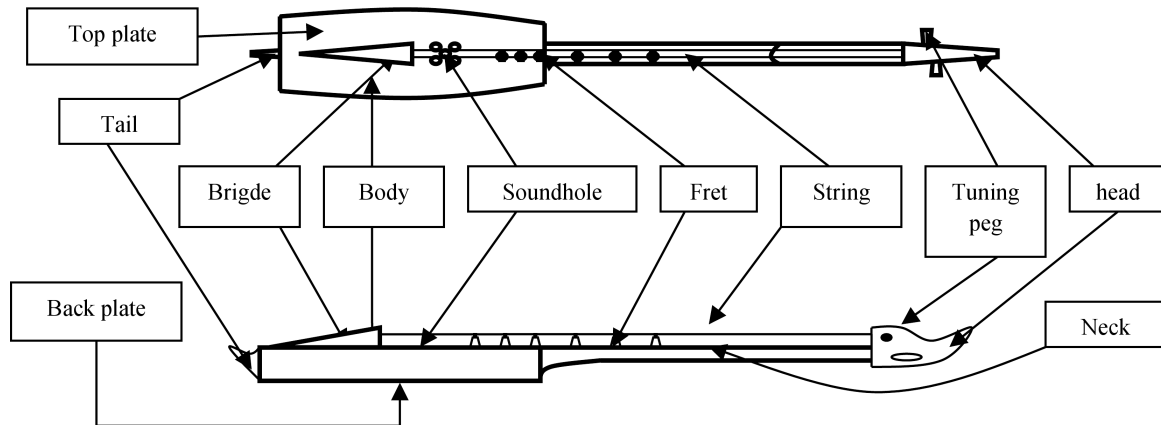 Top plate
Tail
Brigde
Body
Soundhole
Fret
String
Tuning
peg
head
Back plate
Neck